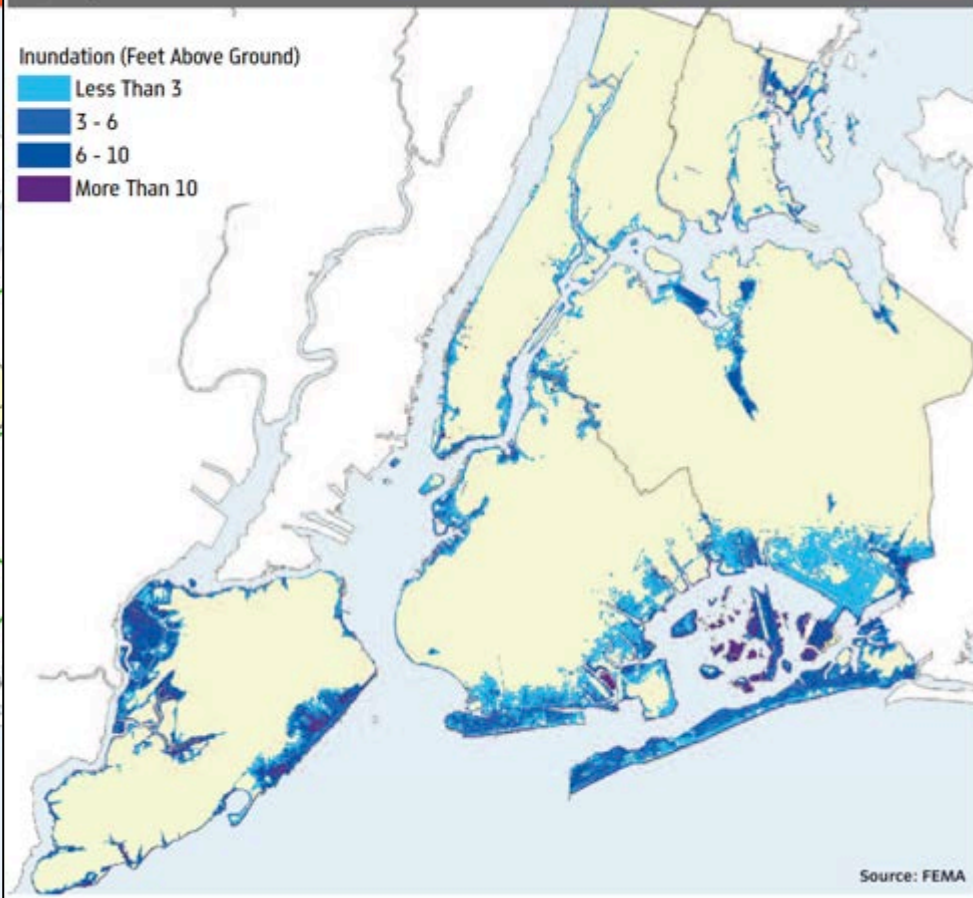 Inundation (Feet Above Ground)
Less Than 3
3 - 6
6 - 10
More Than 10
Source: FEMA